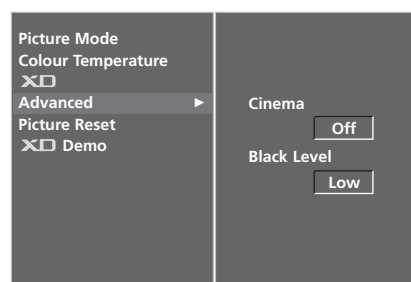 Picture Mode
Colour Temperature
XD
Advanced ►
Picture Reset
XD Demo
Cinema
Off
Black Level
Low